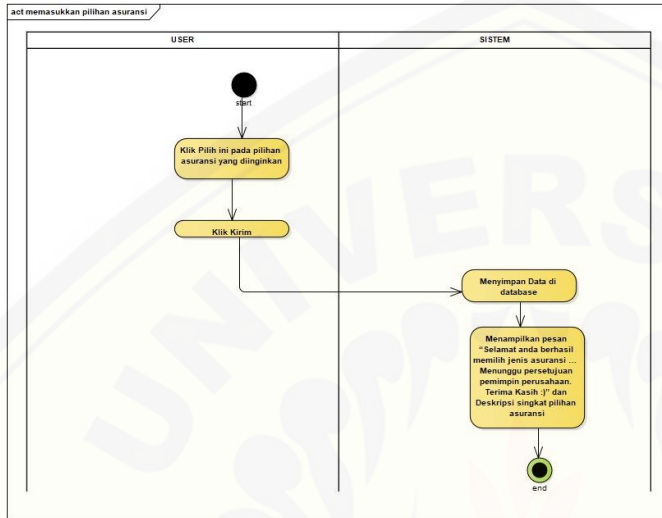 act memasukkan pilihan asuransi
USER
SISTEM
start
Klik Pilih ini pada pilihan
asuransi yang diinginkan
Klik Kirim
Menyimpan Data di
database
Menampilkan pesan
“Selamat anda berhasil
memilih jenis asuransi ...
Menunggu persetujuan
pemimpin perusahaan.
Terima Kasih :)” dan
Deskripsi singkat pilihan
asuransi
end
UNIVERS